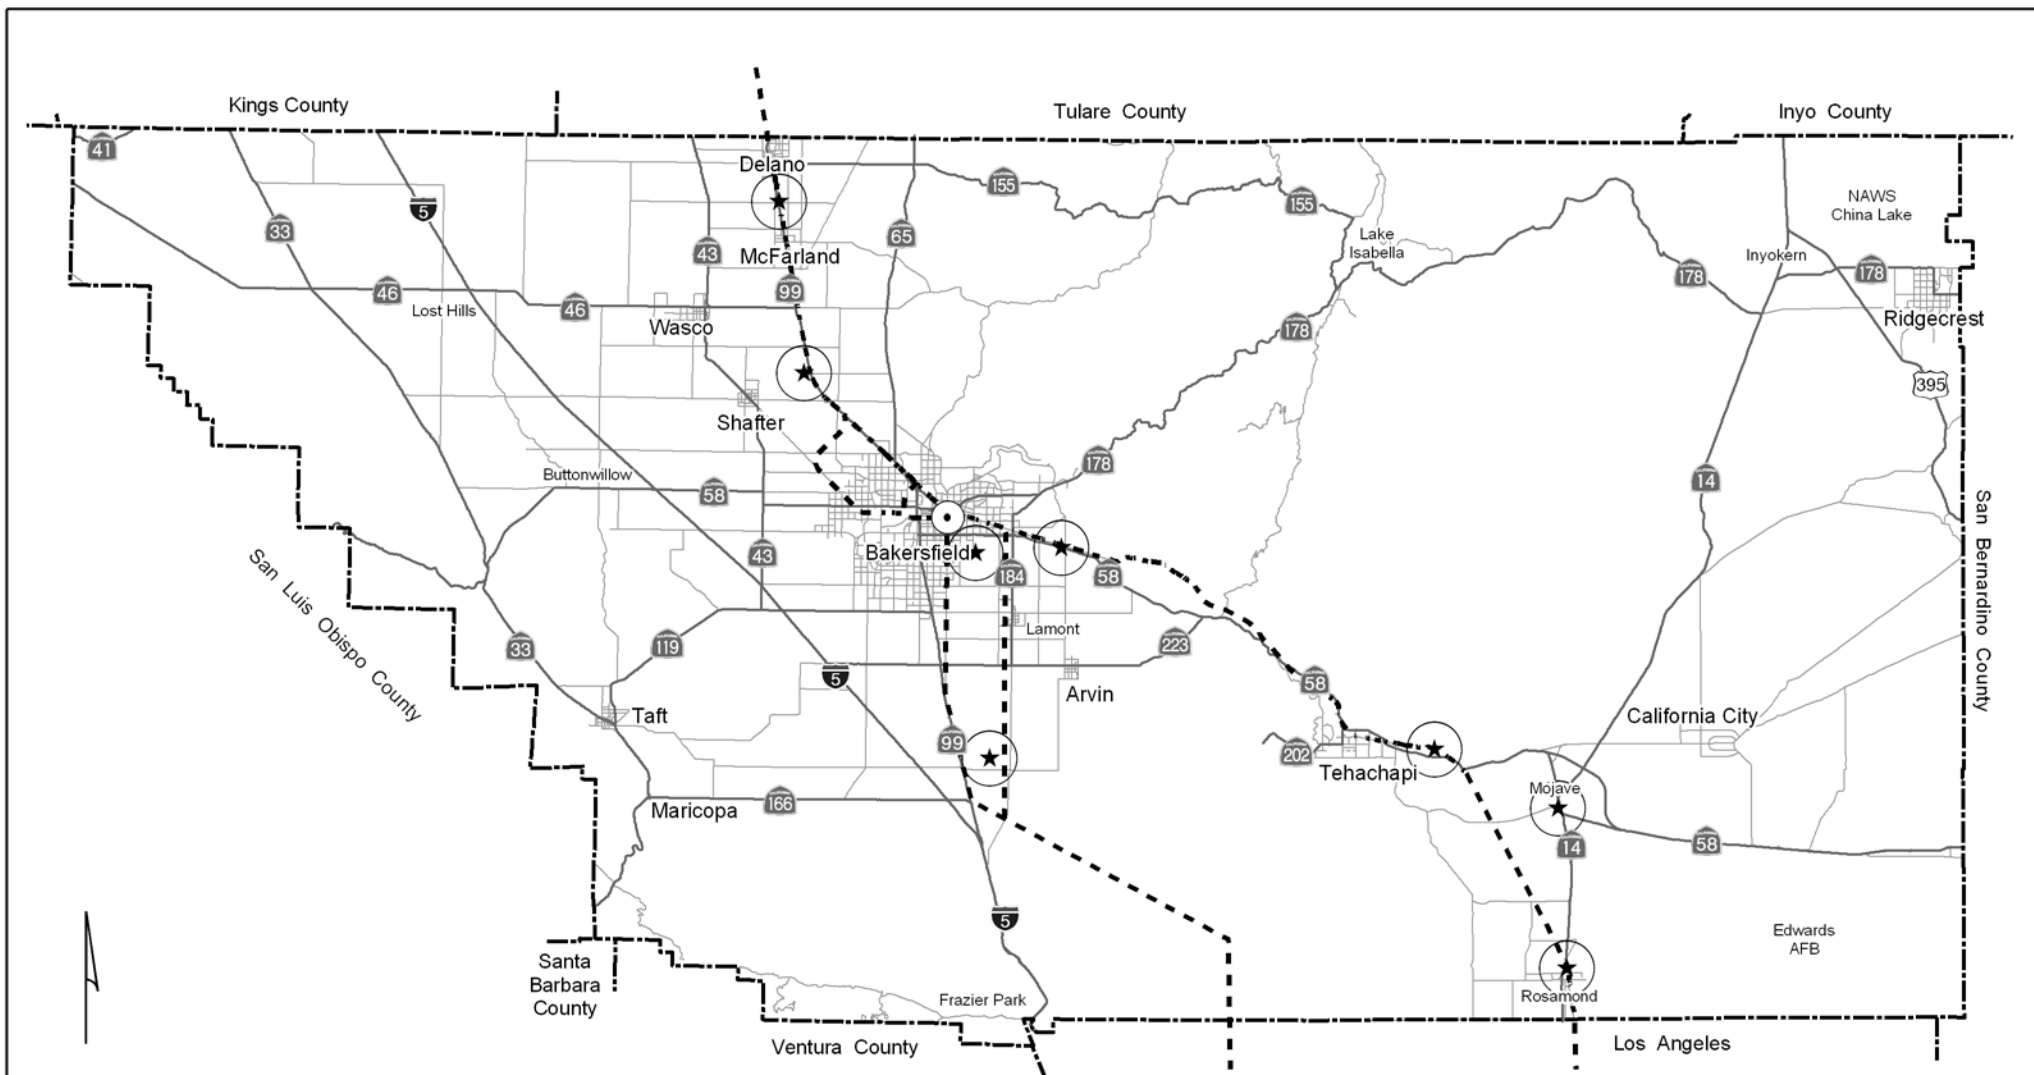 Kings County
Tulare County
Inyo County
41
Delano
155
155
NAWS
China Lake
5
33
43
65
Lake
Isabella
McFarland
Inyokern
178
178
99
46
46
Lost Hills
Wasco
178
Ridgecrest
395
Shafter
178
Buttonwillow
58
14
San Bernardino County
43
Bakersfield
184
58
San Luis Obispo County
33
119
Lamont
223
5
58
Arvin
Taft
California City
99
202
Tehachapi
Mojave
Maricopa
166
14
58
5
Edwards
AFB
Santa
Barbara
County
Frazier Park
Rosamond
Ventura County
Los Angeles